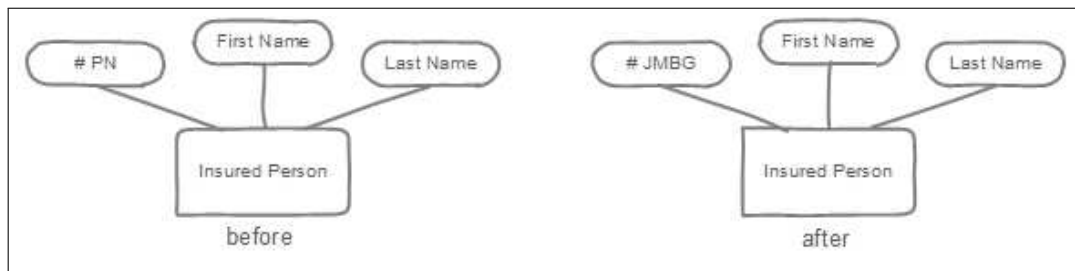 # PN
First Name
Last Name
Insured Person
before
# JMBG
First Name
Last Name
Insured Person
after